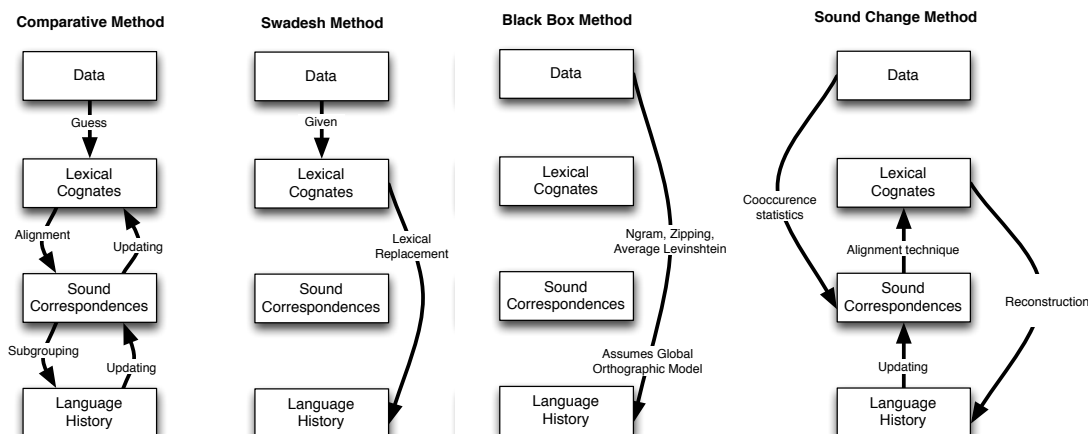 Comparative Method
Data
Guess
Lexical
Cognates
Alignment
Updating
Sound
Correspondences
Subgrouping
Updating
Language
History
Swadesh Method
Data
Given
Lexical
Cognates
Lexical
Replacement
Sound
Correspondences
Language
History
Black Box Method
Data
Lexical
Cognates
Ngram, Zipping,
Average Levinshtein
Sound
Correspondences
Assumes Global
Orthographic Model
Language
History
Sound Change Method
Data
Lexical
Cognates
Cooccurence
statistics
Alignment technique
Sound
Correspondences
Reconstruction
Updating
Language
History